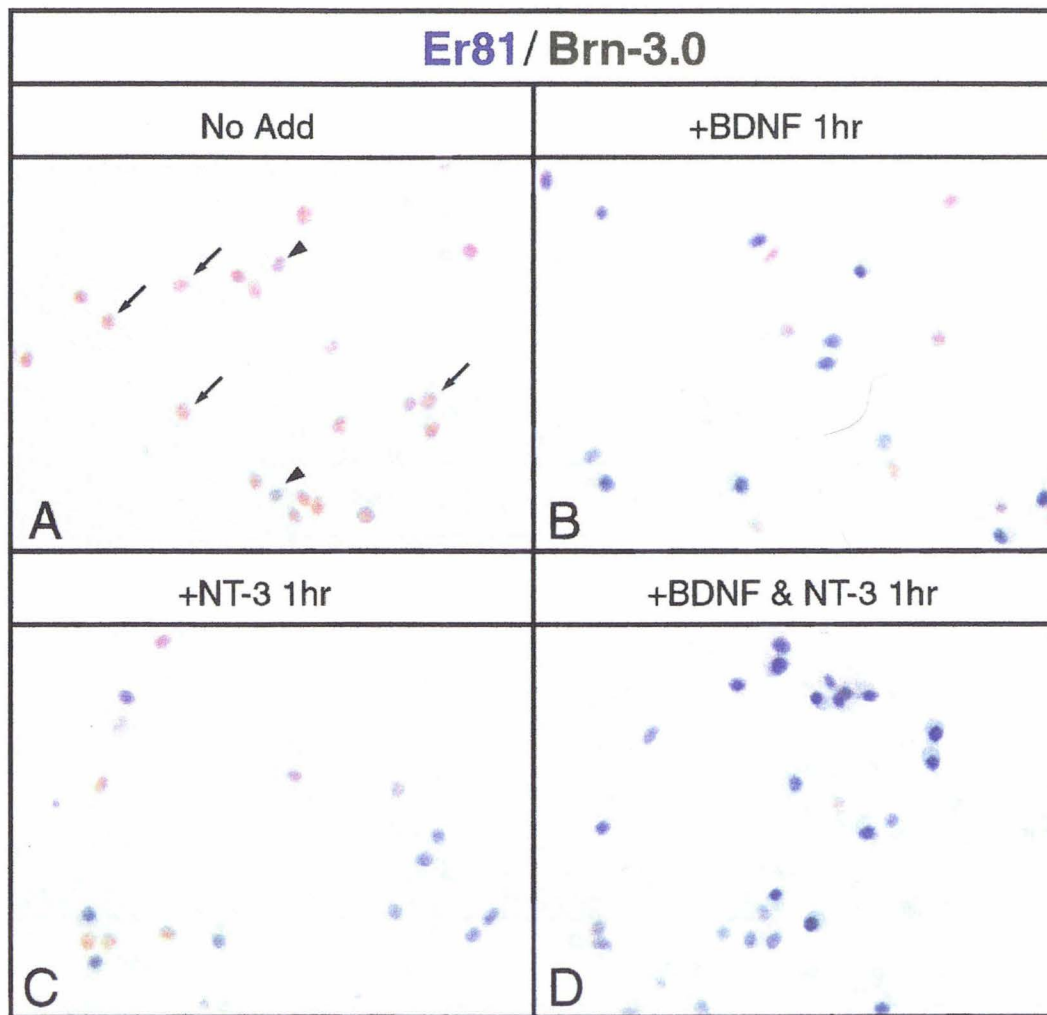 Er81/ Brn-3.0
No Add
+BDNF 1hr
A
B
+NT-3 1hr
+BDNF & NT-3 1hr
C
D